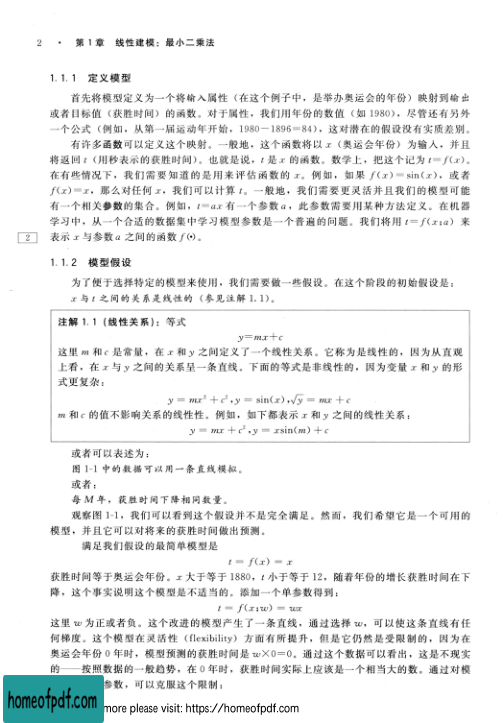 2 · 第1章 线性建模：最小二乘法
1.1.1 定义模型
首先将模型定义为一个将输入属性（在这个例子中，是举办奥运会的年份）映射到输出
或者目标值（获胜时间）的函数。对于属性，我们用年份的数值（如 1980），尽管还有另外
一个公式（例如，从第一届运动年开始，1980－1896＝84），这对潜在的假设没有实质差别。
有许多函数可以定义这个映射。一般地，这个函数将以 x（奥运会年份）为输入，并且
将返回 t（用秒表示的获胜时间）。也就是说，t 是 x 的函数。数学上，把这个记为 t＝f(x)。
在有些情况下，我们需要知道的是用来评估函数的 x。例如，如果 f(x)＝sin(x)，或者
f(x)＝x，那么对任何 x，我们可以计算 t。一般地，我们需要更灵活并且我们的模型可能
有一个相关参数的集合。例如，t＝ax 有一个参数 a，此参数需要用某种方法定义。在机器
学习中，从一个合适的数据集中学习模型参数是一个普遍的问题。我们将用 t＝f(x;a) 来
2 表示 x 与参数 a 之间的函数 f(•)。
1.1.2 模型假设
为了便于选择特定的模型来使用，我们需要做一些假设。在这个阶段的初始假设是：
x 与 t 之间的关系是线性的（参见注解 1.1）。
注解 1.1（线性关系）：等式
y＝mx＋c
这里 m 和 c 是常量，在 x 和 y 之间定义了一个线性关系。它称为是线性的，因为从直观
上看，在 x 与 y 之间的关系呈一条直线。下面的等式是非线性的，因为变量 x 和 y 的形
式更复杂：
y = mx² + c², y = sin(x), √y = mx + c
m 和 c 的值不影响关系的线性性。例如，如下都表示 x 和 y 之间的线性关系：
y = mx + c², y = xsin(m) + c
或者可以表述为：
图 1-1 中的数据可以用一条直线模拟。
或者：
每 M 年，获胜时间下降相同数量。
观察图 1-1，我们可以看到这个假设并不是完全满足。然而，我们希望它是一个可用的
模型，并且它可以对将来的获胜时间做出预测。
满足我们假设的最简单模型是
t = f(x) = x
获胜时间等于奥运会年份。x 大于等于 1880，t 小于等于 12，随着年份的增长获胜时间在下
降，这个事实说明这个模型是不适当的。添加一个单参数得到：
t = f(x;w) = wx
这里 w 为正或者负。这个改进的模型产生了一条直线，通过选择 w，可以使这条直线有任
何梯度。这个模型在灵活性（flexibility）方面有所提升，但是它仍然是受限制的，因为在
奥运会年份 0 年时，模型预测的获胜时间是 w×0＝0。通过这个数据可以看出，这是不现实
的——按照数据的一般趋势，在 0 年时，获胜时间实际上应该是一个相当大的数。通过对模
参数，可以克服这个限制：
homeofpdf.com
more please visit: https://homeofpdf.com